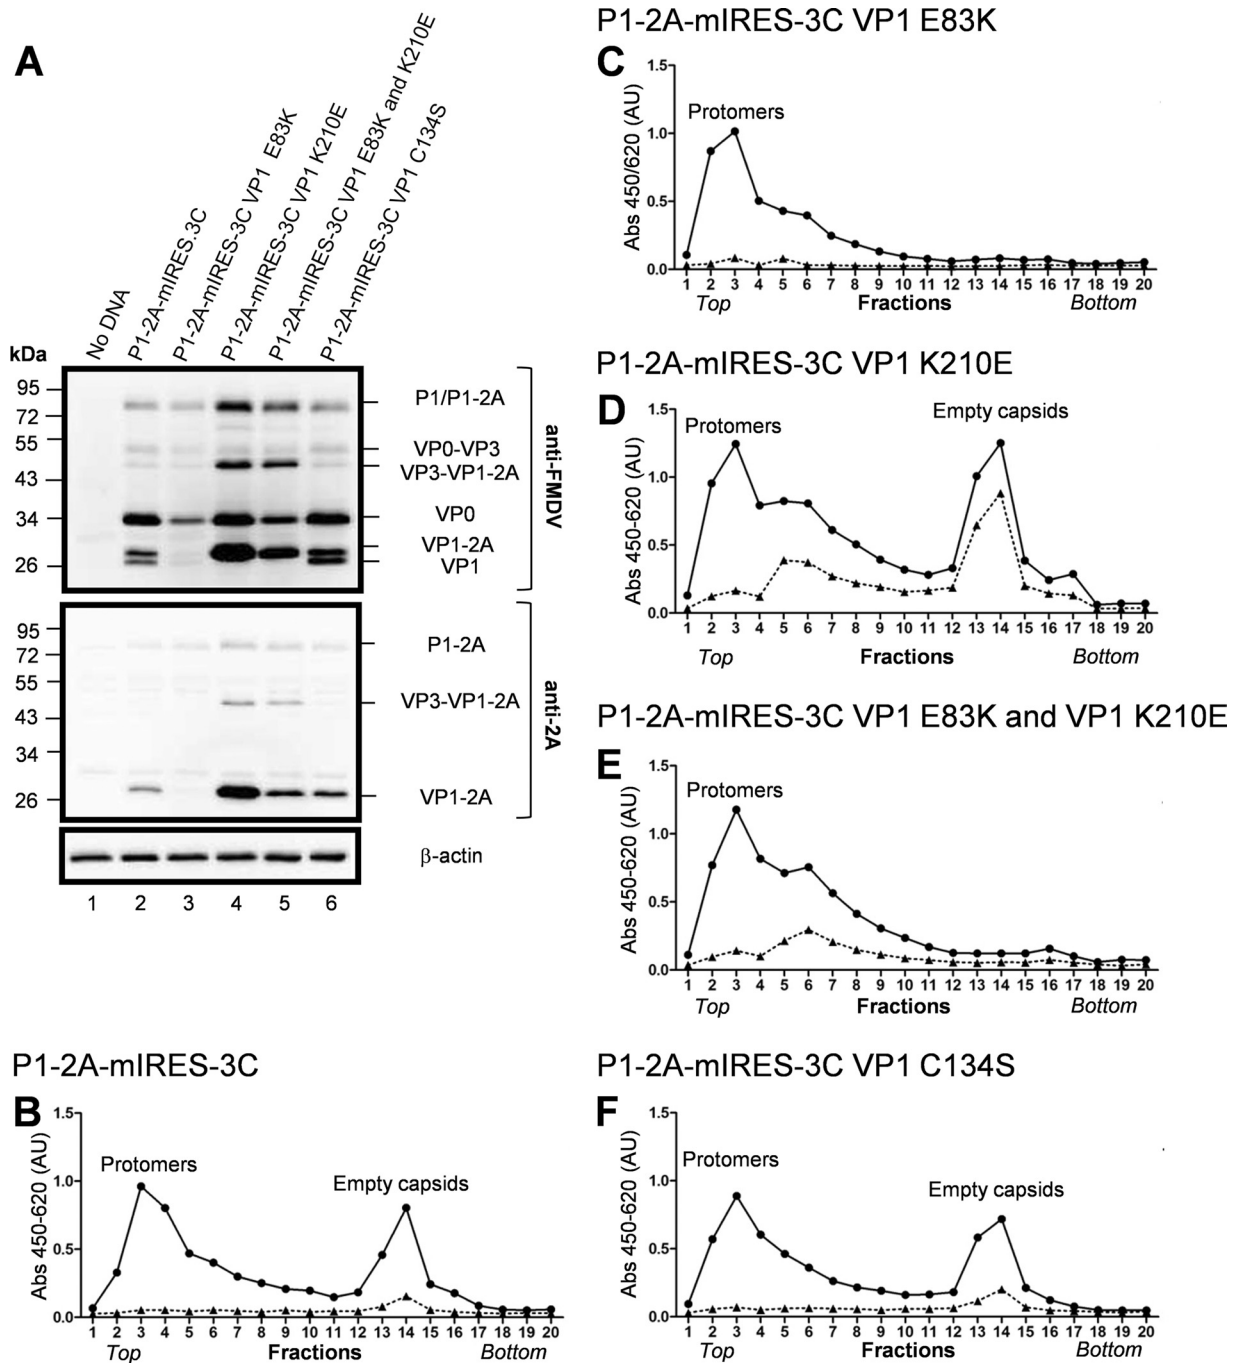 A
No DNA
P1-2A-mIRES.3C
P1-2A-mIRES-3C VP1 E83K
P1-2A-mIRES-3C VP1 K210E
P1-2A-mIRES-3C VP1 E83K and K210E
P1-2A-mIRES-3C VP1 C134S
kDa
95
72
55
43
34
26
P1/P1-2A
VP0-VP3
VP3-VP1-2A
VP0
VP1-2A
VP1
anti-FMDV
95
72
55
43
34
26
P1-2A
VP3-VP1-2A
VP1-2A
anti-2A
β-actin
1 2 3 4 5 6
P1-2A-mIRES-3C
B
Abs 450-620 (AU)
1.5
1.0
0.5
0.0
Protomers
Empty capsids
1 2 3 4 5 6 7 8 9 10 11 12 13 14 15 16 17 18 19 20
Top Fractions Bottom
P1-2A-mIRES-3C VP1 E83K
C
Abs 450/620 (AU)
1.5
1.0
0.5
0.0
Protomers
1 2 3 4 5 6 7 8 9 10 11 12 13 14 15 16 17 18 19 20
Top Fractions Bottom
P1-2A-mIRES-3C VP1 K210E
D
Abs 450-620 (AU)
1.5
1.0
0.5
0.0
Protomers
Empty capsids
1 2 3 4 5 6 7 8 9 10 11 12 13 14 15 16 17 18 19 20
Top Fractions Bottom
P1-2A-mIRES-3C VP1 E83K and VP1 K210E
E
Abs 450-620 (AU)
1.5
1.0
0.5
0.0
Protomers
1 2 3 4 5 6 7 8 9 10 11 12 13 14 15 16 17 18 19 20
Top Fractions Bottom
P1-2A-mIRES-3C VP1 C134S
F
Abs 450-620 (AU)
1.5
1.0
0.5
0.0
Protomers
Empty capsids
1 2 3 4 5 6 7 8 9 10 11 12 13 14 15 16 17 18 19 20
Top Fractions Bottom